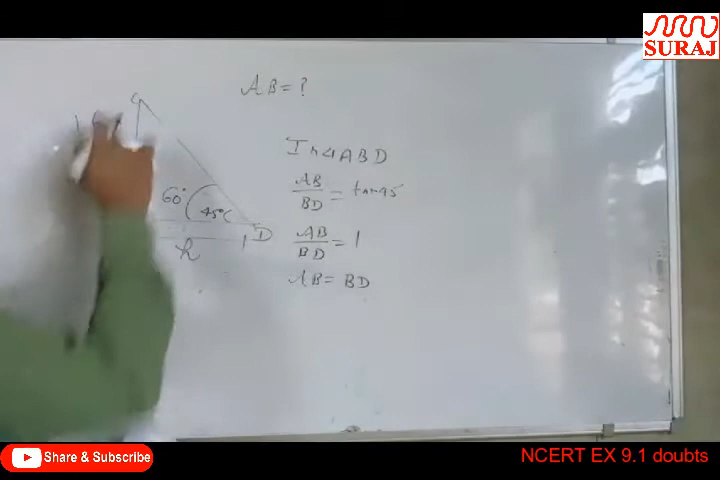 SURAJ
AB = ?
C
In ∆ABD
AB/BD = tan 45
60°
45°
D
AB/BD = 1
h
AB = BD
Share & Subscribe
NCERT EX 9.1 doubts